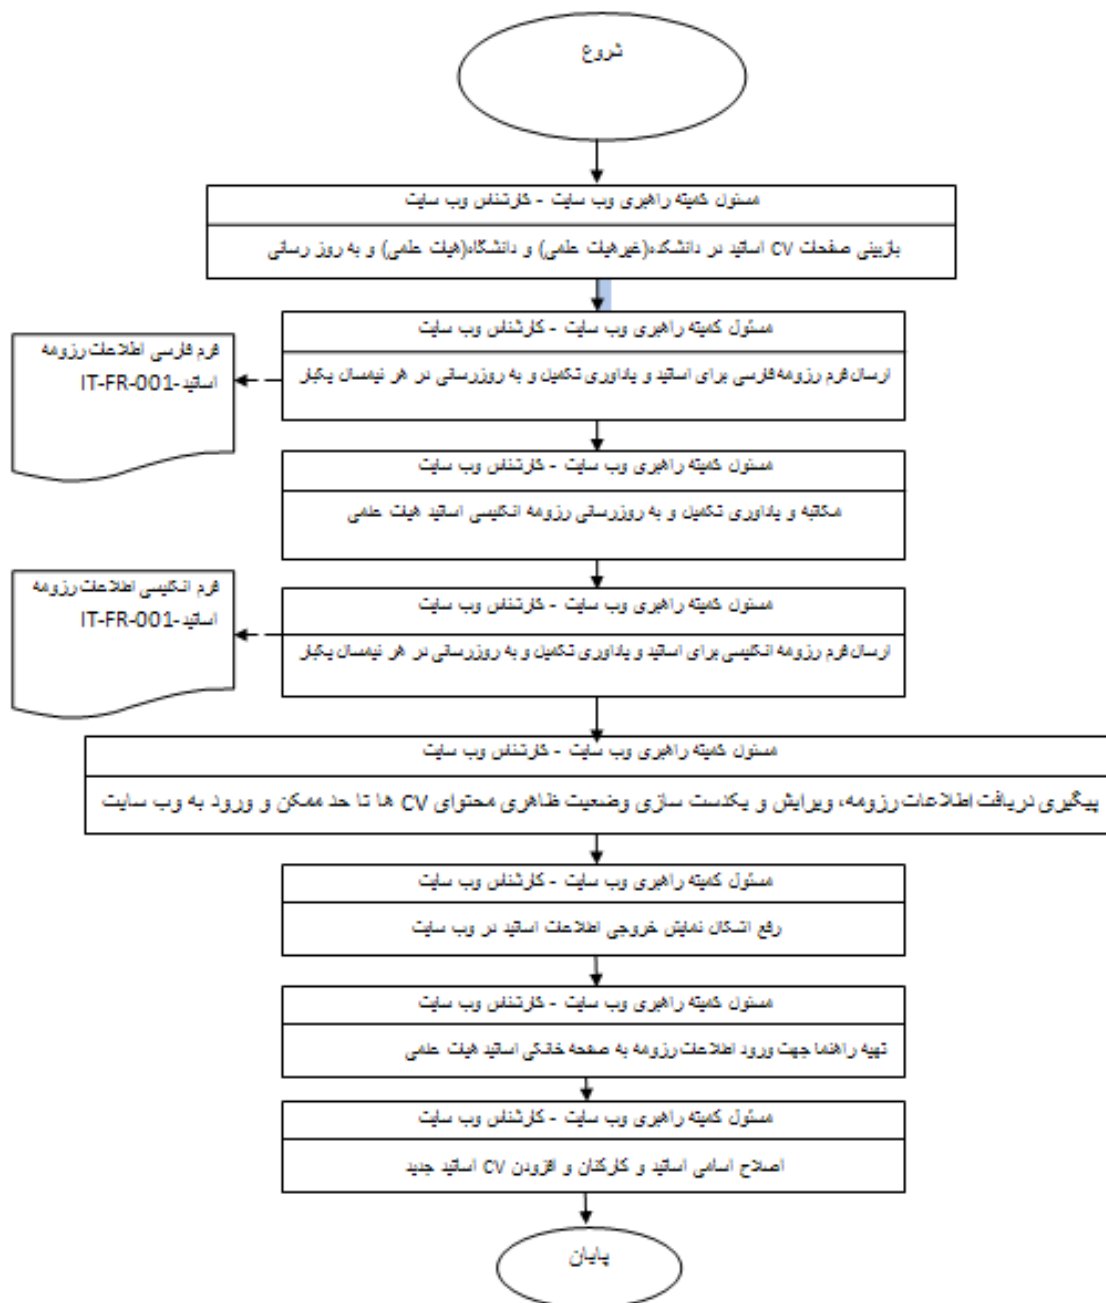 شروع
مسئول کمیته راهبری وب سایت - کارشناس وب سایت
بازبینی صفحات CV اساتید در دانشکده(غیرهیات علمی) و دانشگاه(هیات علمی) و به روز رسانی
مسئول کمیته راهبری وب سایت - کارشناس وب سایت
ارسال فرم رزومه فارسی برای اساتید و یاداوری تکمیل و به روزرسانی در هر نیمسال یکبار
فرم فارسی اطلاعات رزومه
اساتید-IT-FR-001
مسئول کمیته راهبری وب سایت - کارشناس وب سایت
مکاتبه و یاداوری تکمیل و به روزرسانی رزومه انگلیسی اساتید هیات علمی
مسئول کمیته راهبری وب سایت - کارشناس وب سایت
ارسال فرم رزومه انگلیسی برای اساتید و یاداوری تکمیل و به روزرسانی در هر نیمسال یکبار
فرم انگلیسی اطلاعات رزومه
اساتید-IT-FR-001
مسئول کمیته راهبری وب سایت - کارشناس وب سایت
پیگیری دریافت اطلاعات رزومه، ویرایش و یکدست سازی وضعیت ظاهری محتوای CV ها تا حد ممکن و ورود به وب سایت
مسئول کمیته راهبری وب سایت - کارشناس وب سایت
رفع اشکال نمایش خروجی اطلاعات اساتید در وب سایت
مسئول کمیته راهبری وب سایت - کارشناس وب سایت
تهیه راهنما جهت ورود اطلاعات رزومه به صفحه خانگی اساتید هیات علمی
مسئول کمیته راهبری وب سایت - کارشناس وب سایت
اصلاح اسامی اساتید و کارکنان و افزودن CV اساتید جدید
پایان